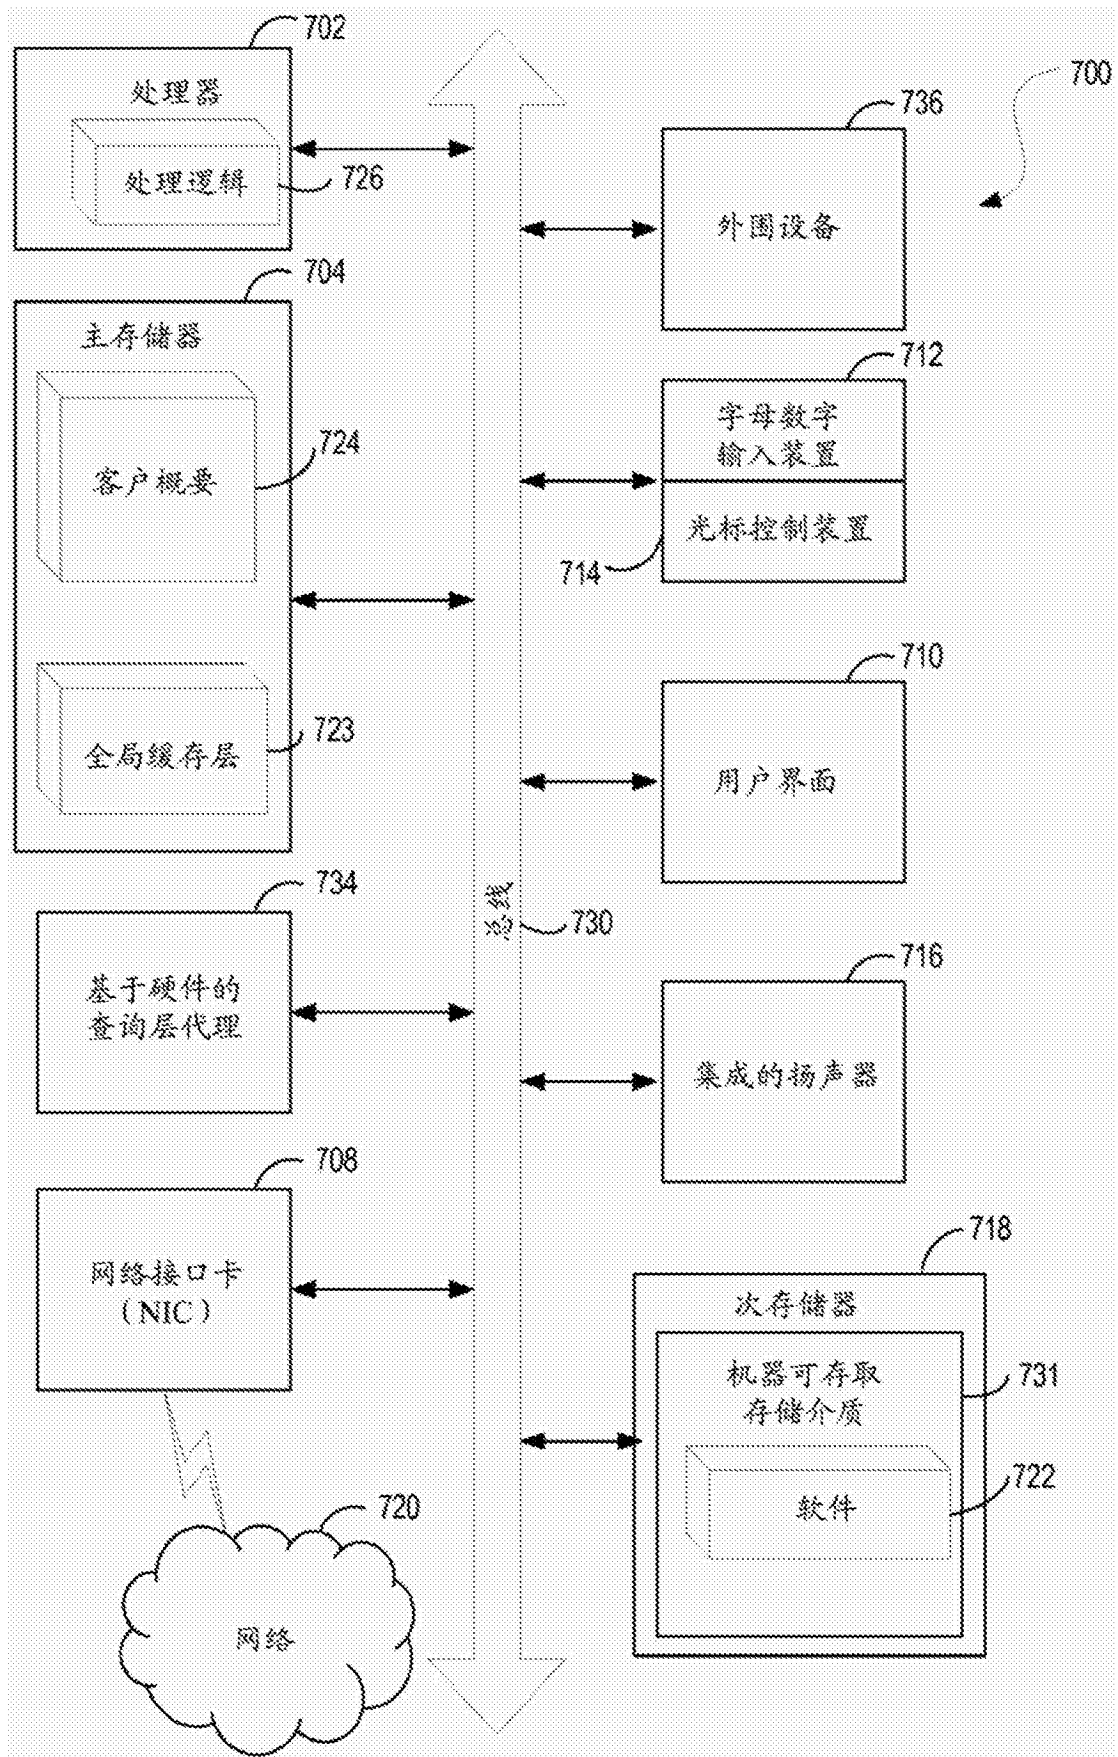 702
处理器
处理逻辑
726
704
主存储器
客户概要
724
全局缓存层
723
734
基于硬件的
查询层代理
708
网络接口卡
（NIC）
720
网络
总线
730
700
736
外围设备
712
字母数字
输入装置
光标控制装置
714
710
用户界面
716
集成的扬声器
718
次存储器
机器可存取
存储介质
731
软件
722